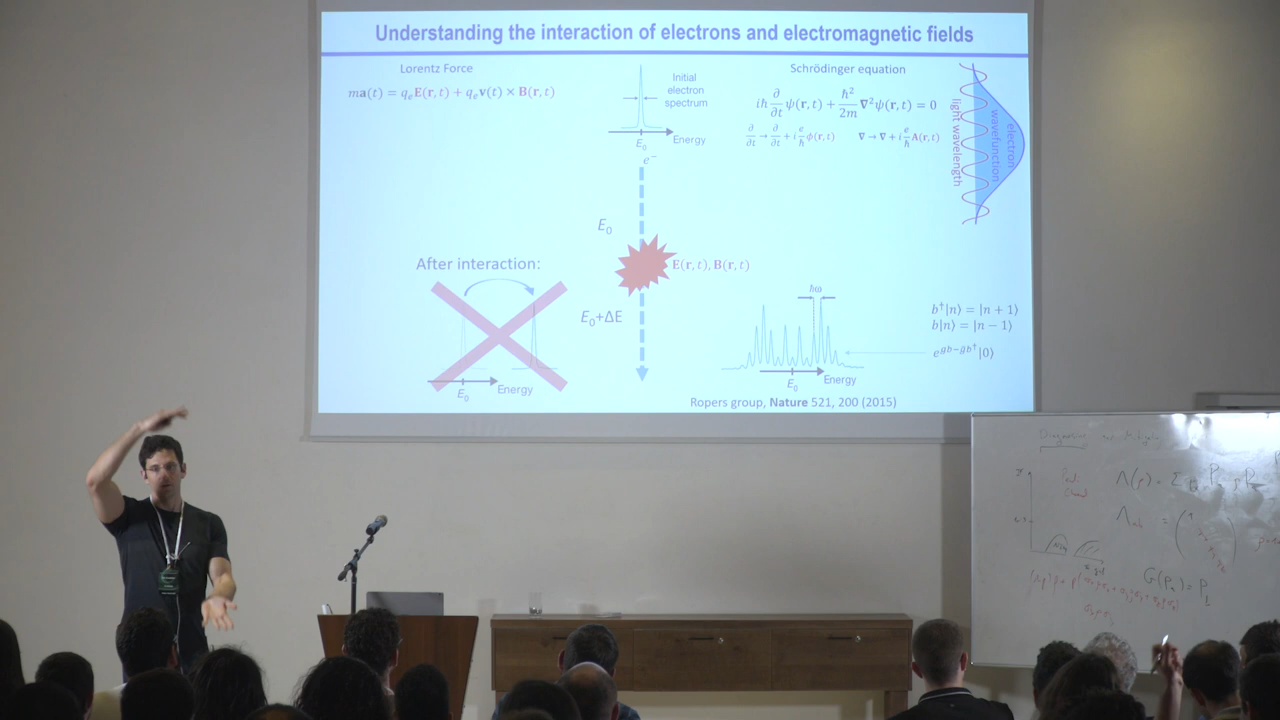 Understanding the interaction of electrons and electromagnetic fields
Lorentz Force
m𝐚(t) = qₑ𝐄(𝐫, t) + qₑ𝐯(t) × 𝐁(𝐫, t)
Initial
electron
spectrum
Energy
E₀
e⁻
Schrödinger equation
iħ ∂/∂t ψ(𝐫, t) + ħ²/2m ∇²ψ(𝐫, t) = 0
∂/∂t → ∂/∂t + i e/ħ ϕ(𝐫, t) ∇ → ∇ + i e/ħ 𝐀(𝐫, t)
light wavelength
electron
wavefunction
E₀
𝐄(𝐫, t), 𝐁(𝐫, t)
After interaction:
E₀+ΔE
E₀
Energy
ħω
E₀
Energy
b†|n⟩ = |n + 1⟩
b|n⟩ = |n − 1⟩
e^{gb−gb†}|0⟩
Ropers group, Nature 521, 200 (2015)